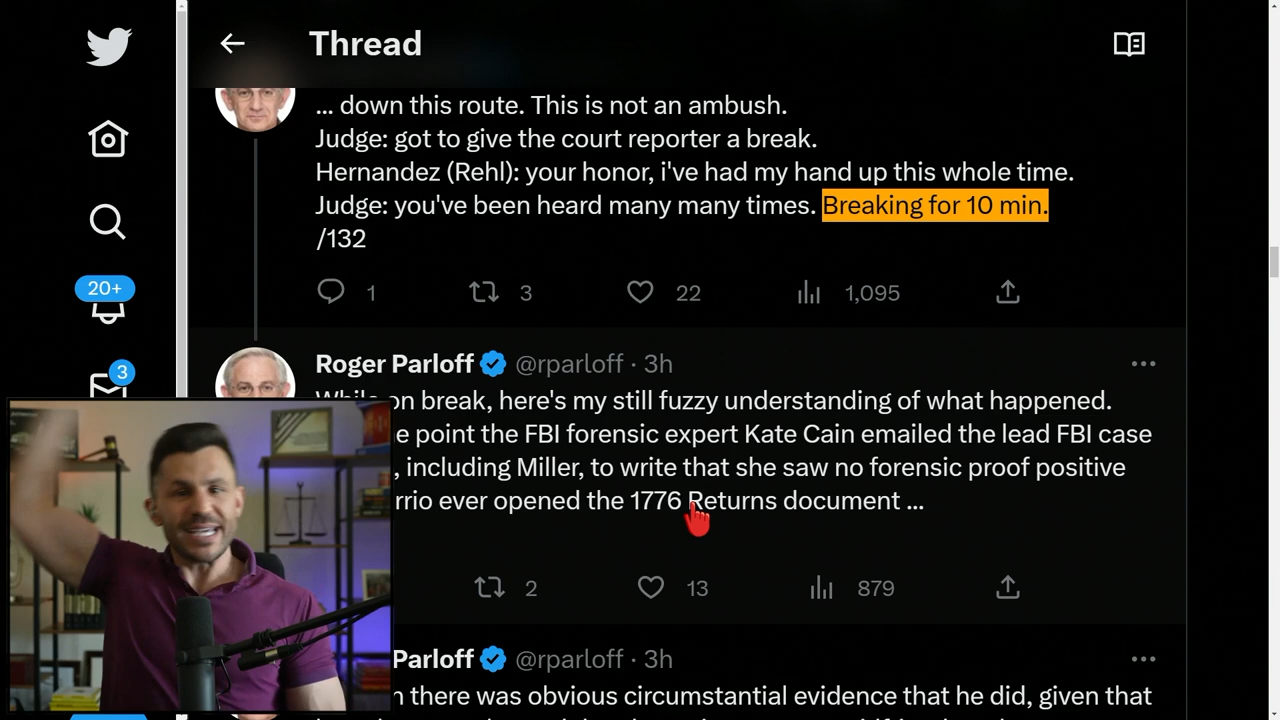 Thread
... down this route. This is not an ambush.
Judge: got to give the court reporter a break.
Hernandez (Rehl): your honor, i've had my hand up this whole time.
Judge: you've been heard many many times. Breaking for 10 min.
/132
1 3 22 1,095
20+
3
Roger Parloff @rparloff · 3h
on break, here's my still fuzzy understanding of what happened.
e point the FBI forensic expert Kate Cain emailed the lead FBI case
, including Miller, to write that she saw no forensic proof positive
rrio ever opened the 1776 Returns document ...
2 13 879
Parloff @rparloff · 3h
n there was obvious circumstantial evidence that he did, given that